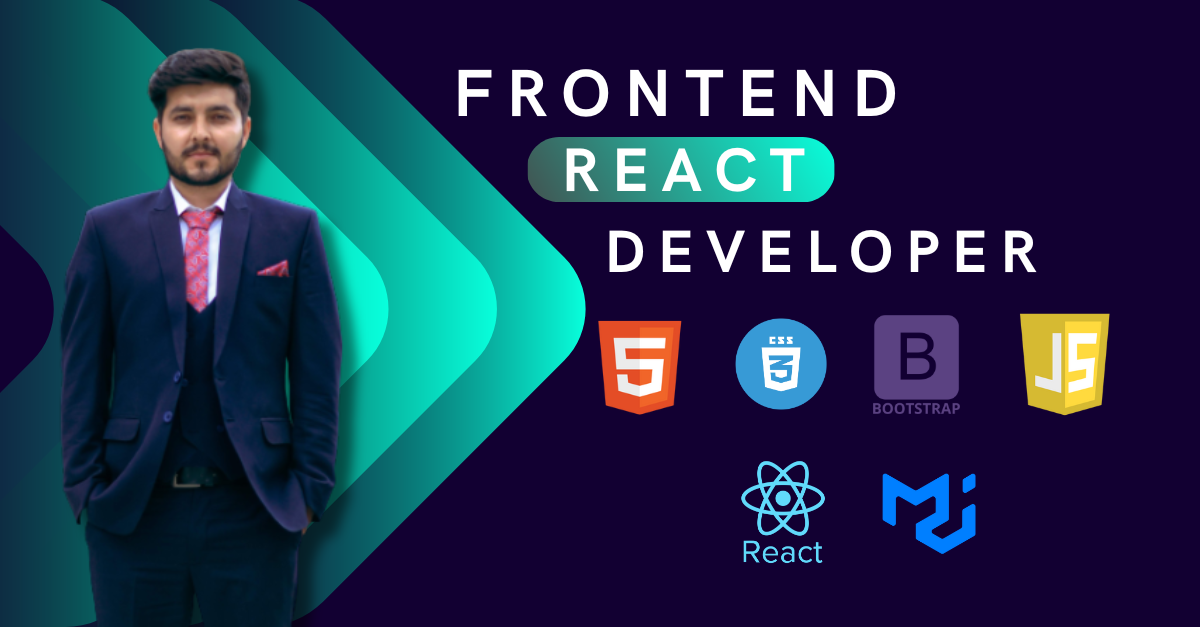 FRONTEND
REACT
DEVELOPER
5
CSS
3
B
BOOTSTRAP
JS
React